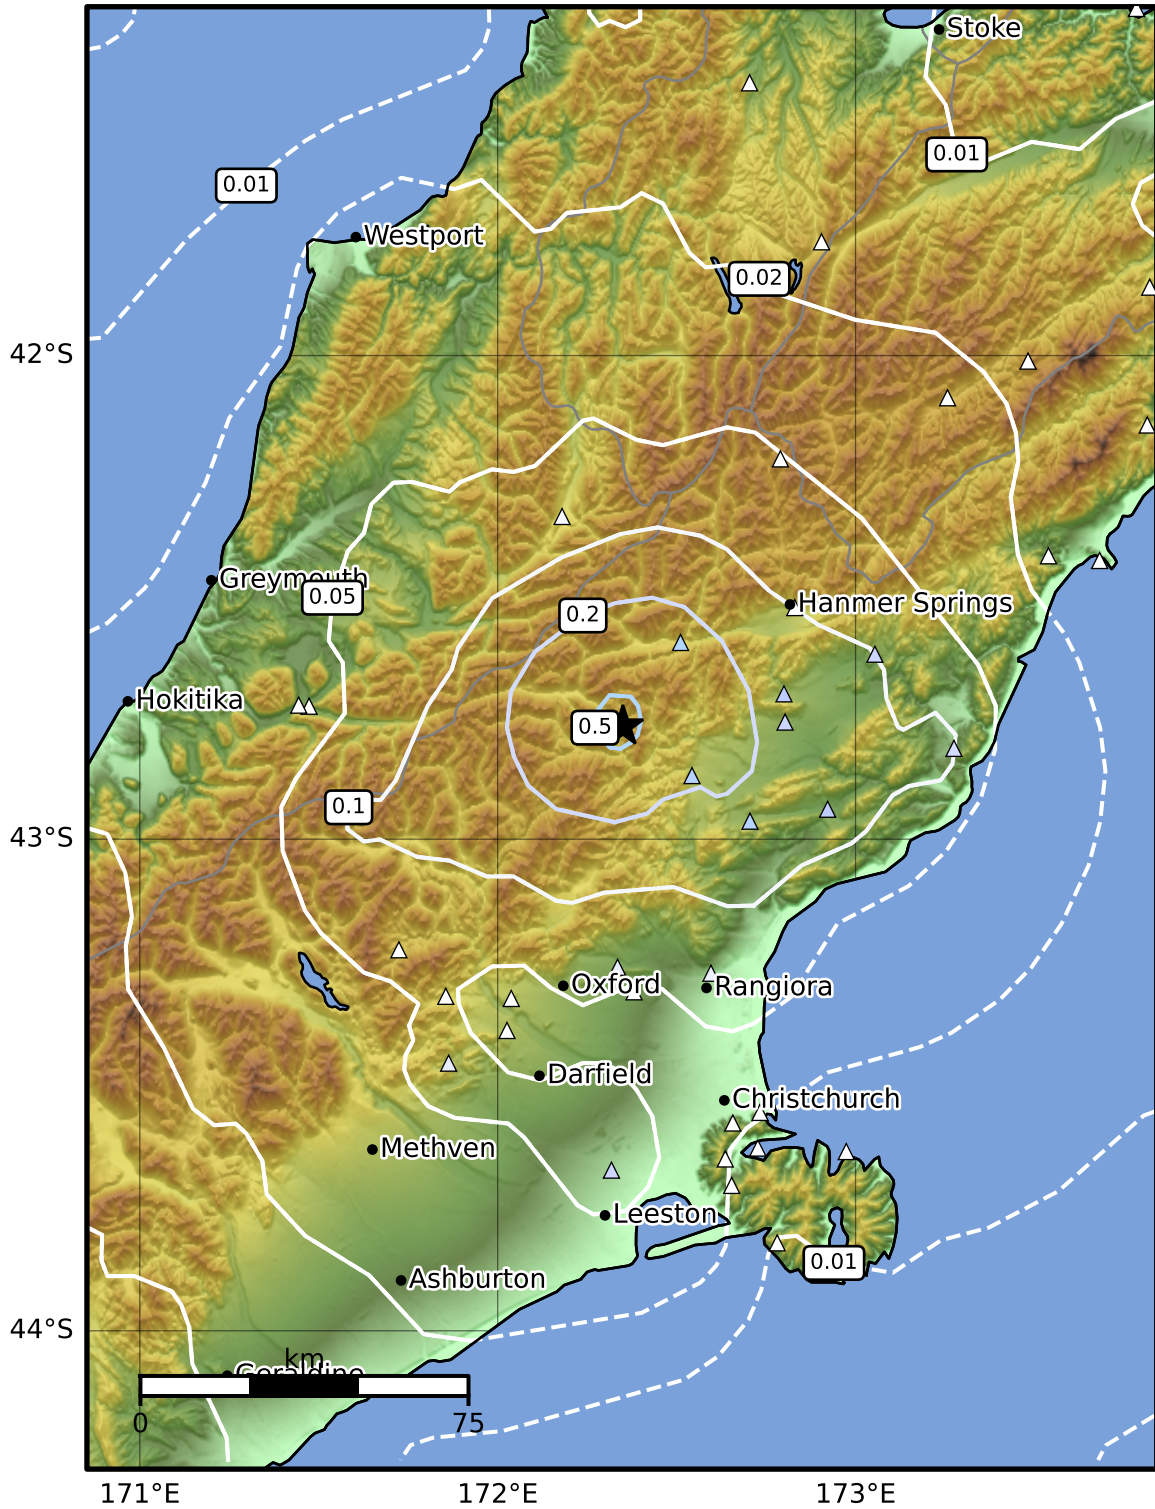 Stoke
0.01
0.01
Westport
0.02
42°S
Greymouth
0.05
0.2
Hanmer Springs
Hokitika
0.5
0.1
43°S
Oxford
Rangiora
Darfield
Christchurch
Methven
Leeston
0.01
Ashburton
44°S
km
Geraldine
0
75
171°E
172°E
173°E